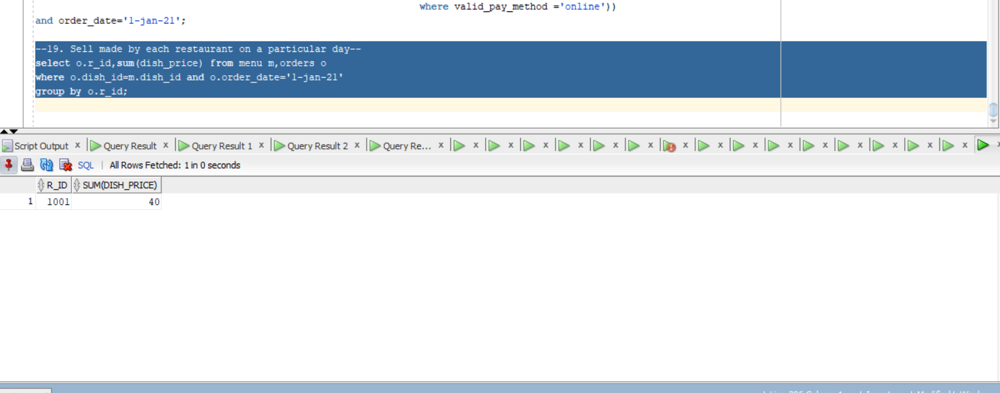 where valid_pay_method ='online'))
and order_date='1-jan-21';
--19. Sell made by each restaurant on a particular day--
select o.r_id,sum(dish_price) from menu m,orders o
where o.dish_id=m.dish_id and o.order_date='1-jan-21'
group by o.r_id;
Script Output x Query Result x Query Result 1 x Query Result 2 x Query Re... x x x x x x x x x x x x x x x x
SQL | All Rows Fetched: 1 in 0 seconds
R_ID SUM(DISH_PRICE)
1 1001 40